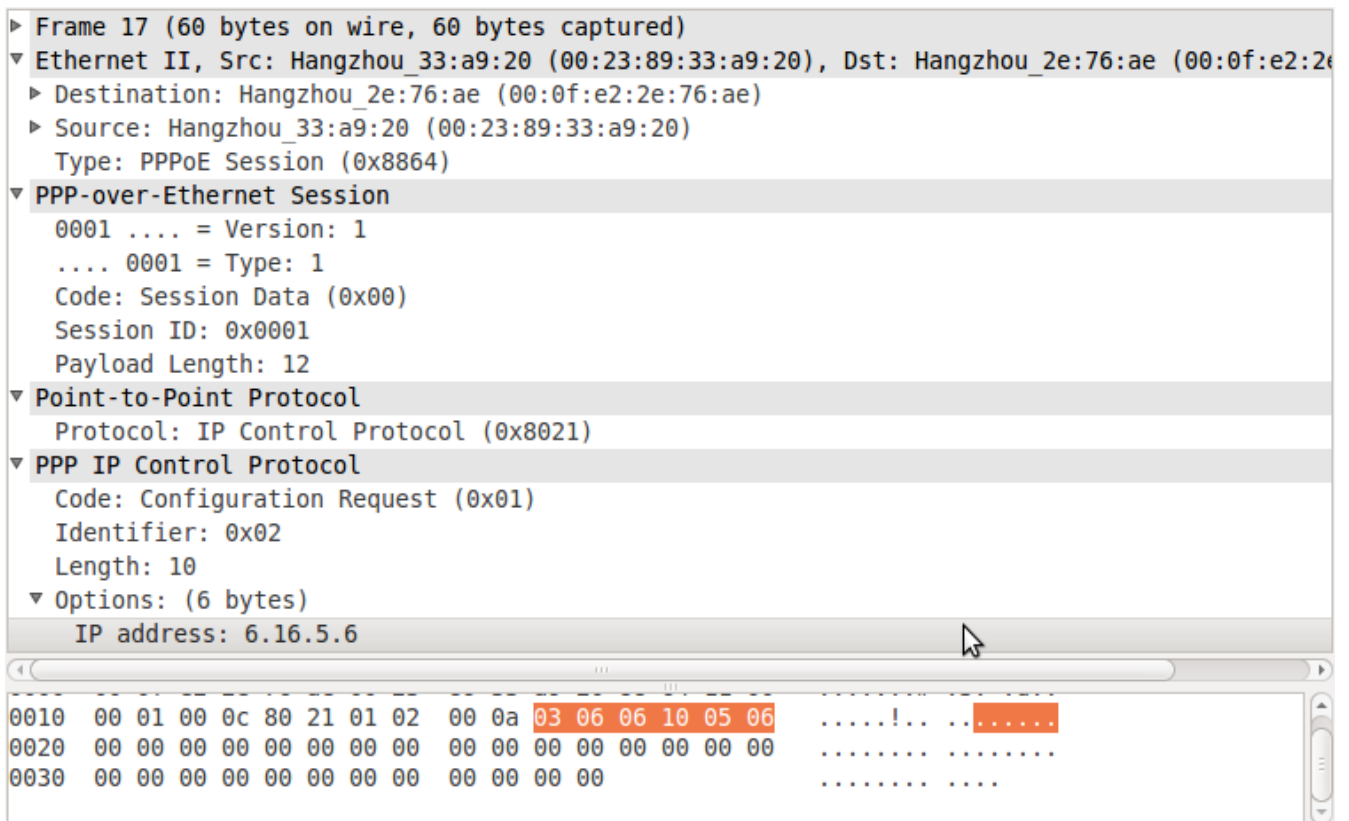 Frame 17 (60 bytes on wire, 60 bytes captured)
Ethernet II, Src: Hangzhou_33:a9:20 (00:23:89:33:a9:20), Dst: Hangzhou_2e:76:ae (00:0f:e2:2e
Destination: Hangzhou_2e:76:ae (00:0f:e2:2e:76:ae)
Source: Hangzhou_33:a9:20 (00:23:89:33:a9:20)
Type: PPPoE Session (0x8864)
PPP-over-Ethernet Session
0001 .... = Version: 1
.... 0001 = Type: 1
Code: Session Data (0x00)
Session ID: 0x0001
Payload Length: 12
Point-to-Point Protocol
Protocol: IP Control Protocol (0x8021)
PPP IP Control Protocol
Code: Configuration Request (0x01)
Identifier: 0x02
Length: 10
Options: (6 bytes)
IP address: 6.16.5.6
0010 00 01 00 0c 80 21 01 02 00 0a 03 06 06 10 05 06 .....!.. ........
0020 00 00 00 00 00 00 00 00 00 00 00 00 00 00 00 00 ........ ........
0030 00 00 00 00 00 00 00 00 00 00 00 00 ........ ....